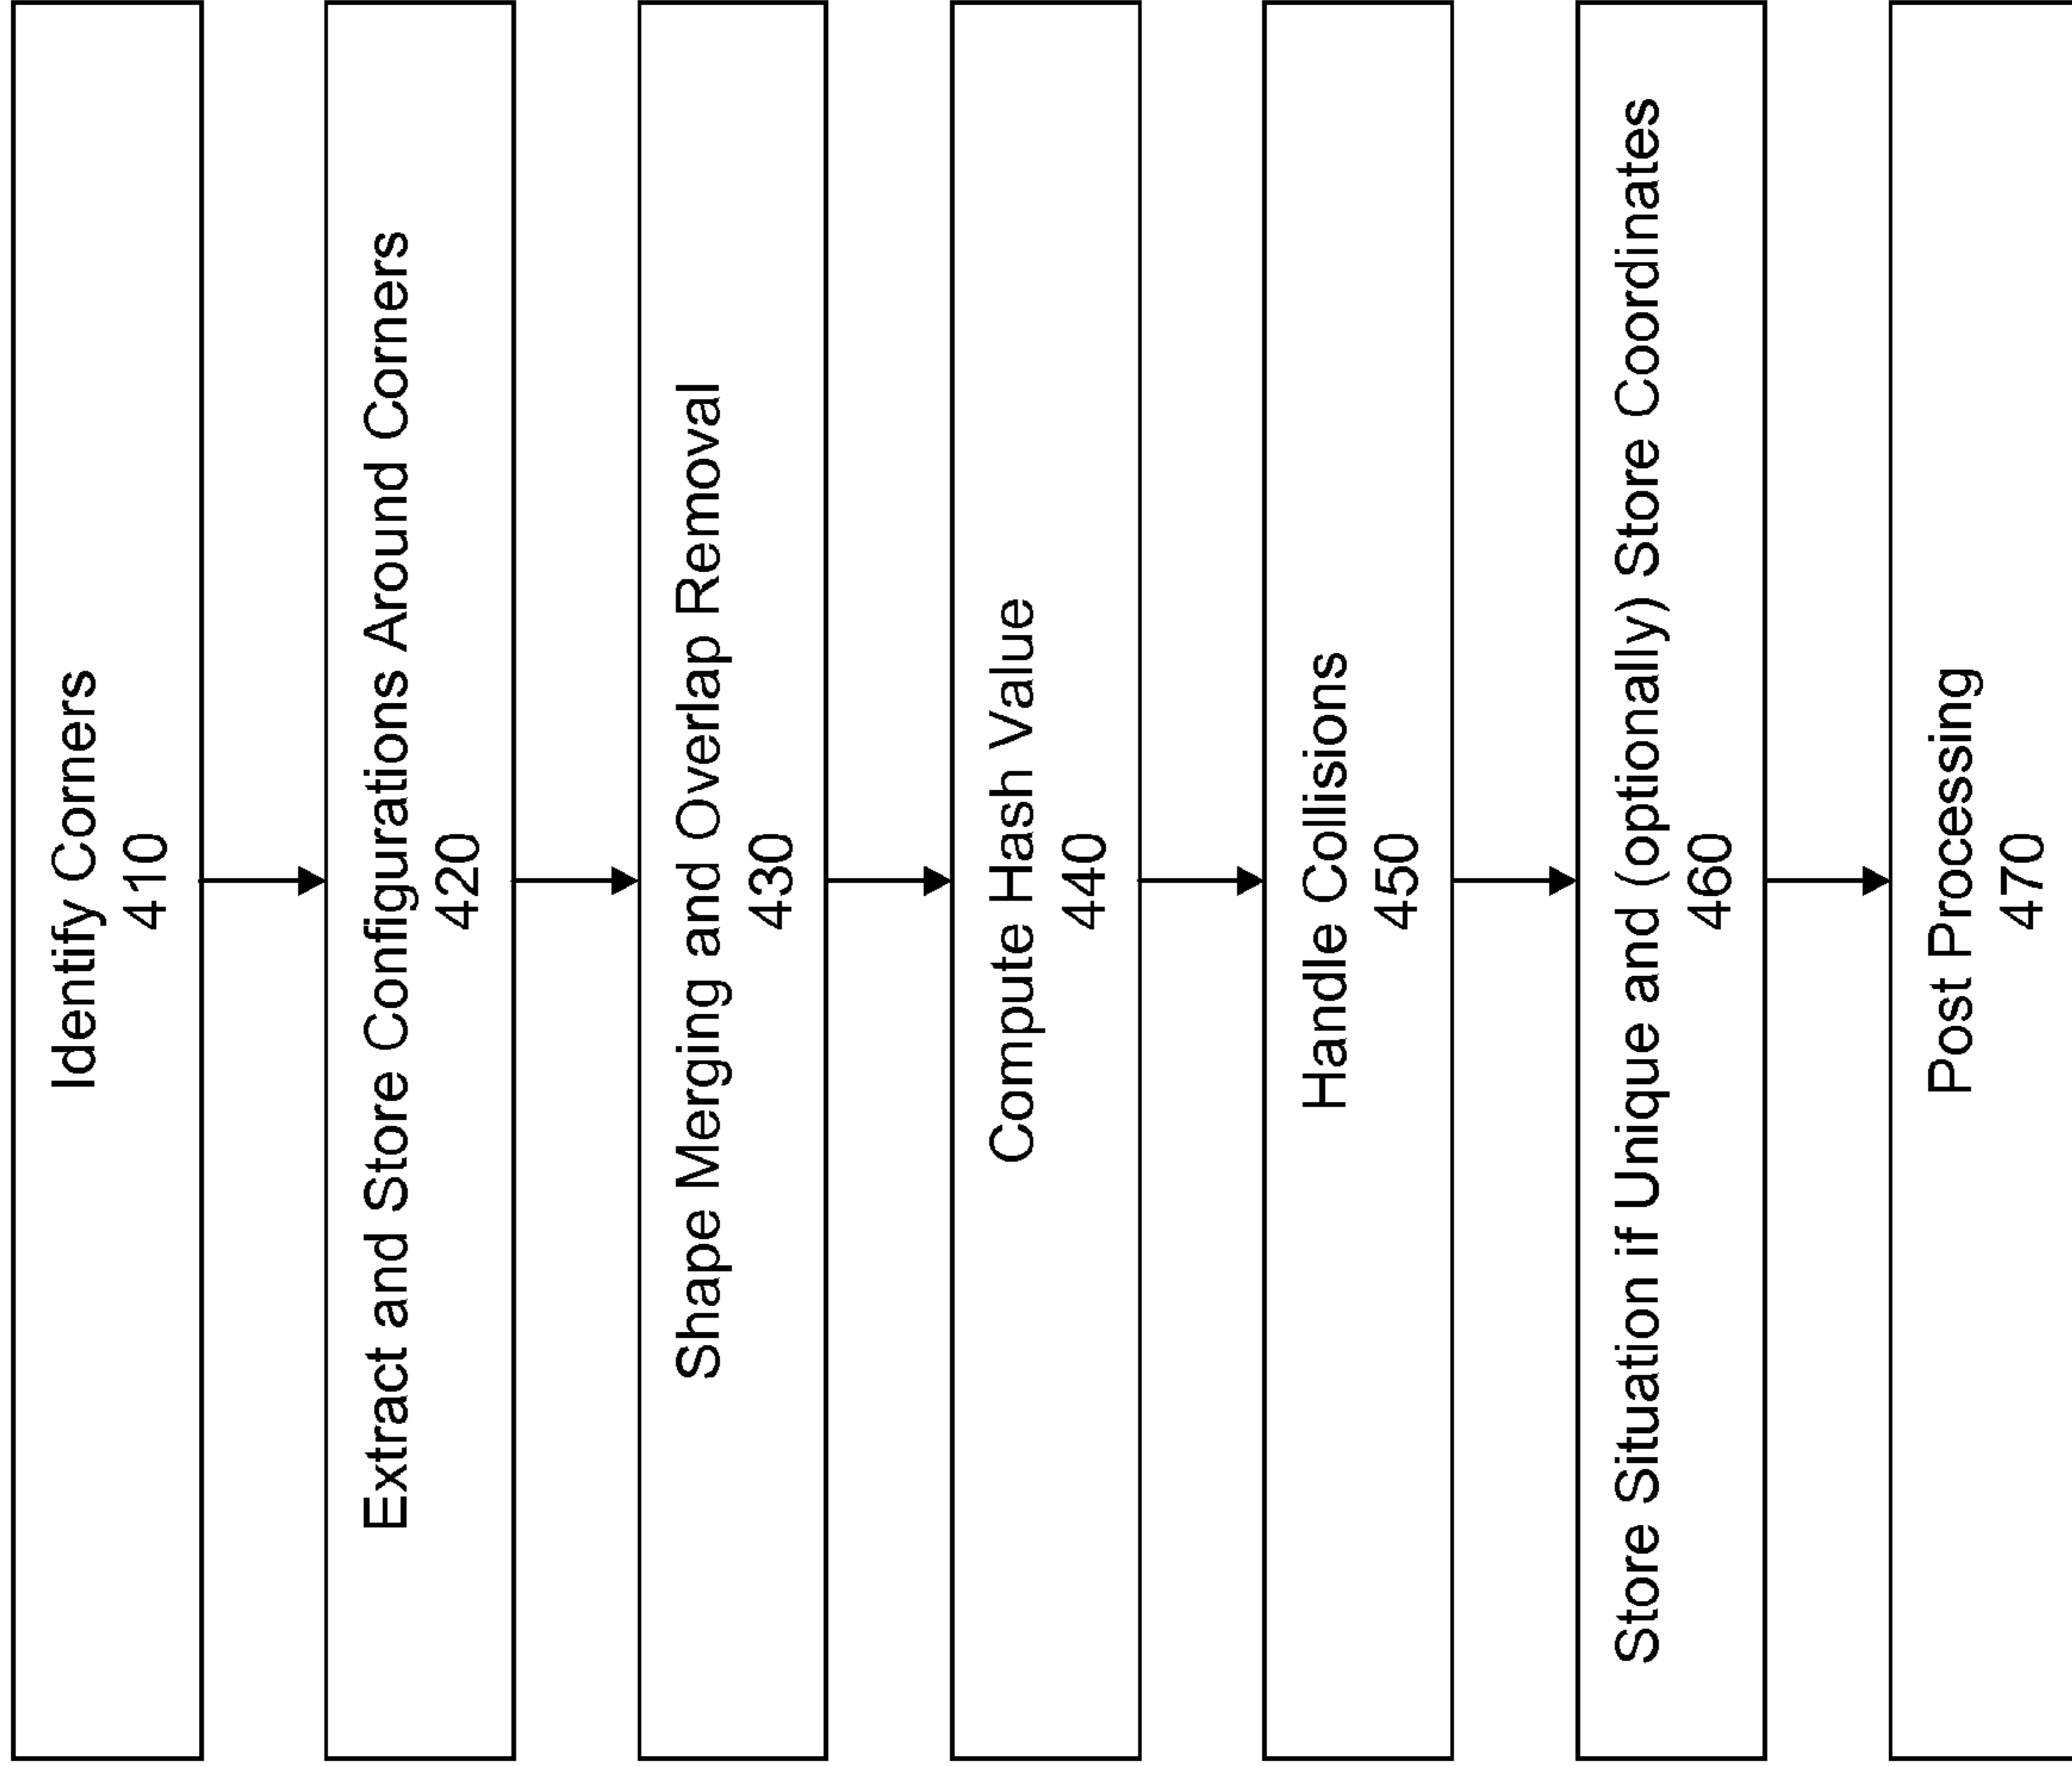 Identify Corners
410
Extract and Store Configurations Around Corners
420
Shape Merging and Overlap Removal
430
Compute Hash Value
440
Handle Collisions
450
Store Situation if Unique and (optionally) Store Coordinates
460
Post Processing
470